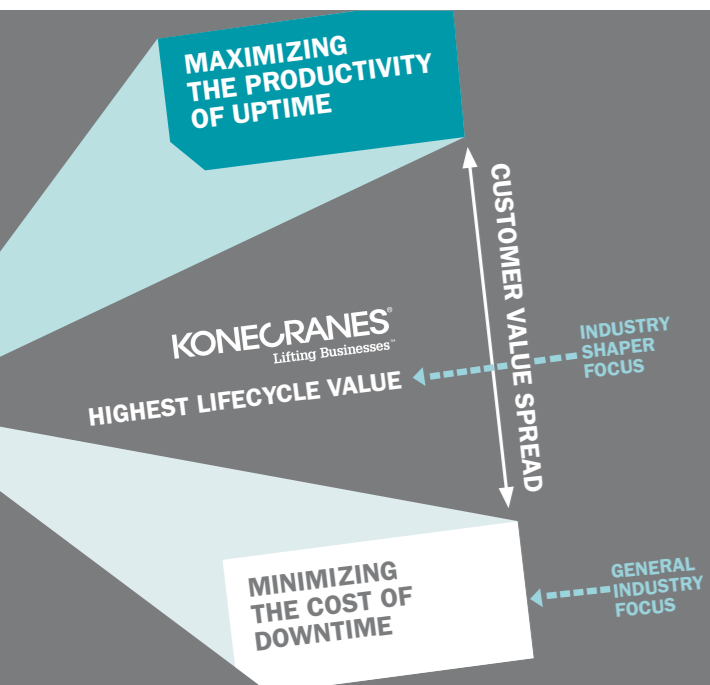 MAXIMIZING
THE PRODUCTIVITY
OF UPTIME
CUSTOMER VALUE SPREAD
KONECRANES®
Lifting Businesses™
HIGHEST LIFECYCLE VALUE
INDUSTRY
SHAPER
FOCUS
MINIMIZING
THE COST OF
DOWNTIME
GENERAL
INDUSTRY
FOCUS